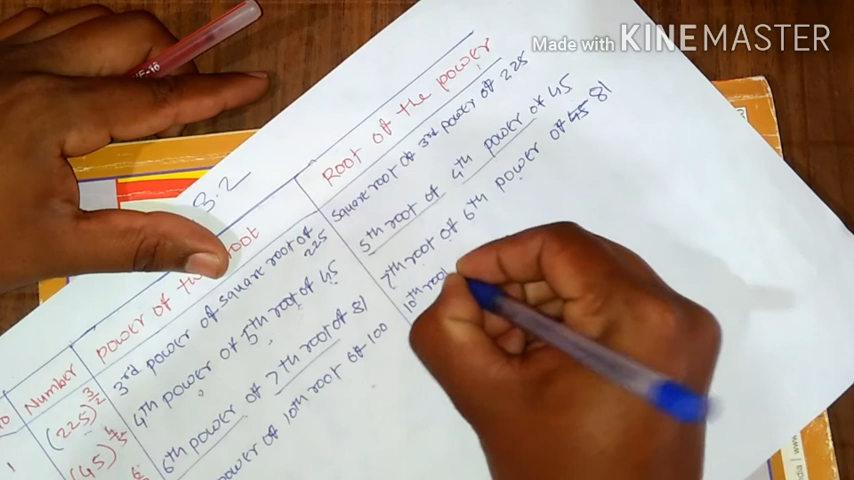 Made with KINEMASTER
3.2
Number
Power of the root
Root of the power
1
(225)^3/2
3rd power of square root of
225
Square root of 3rd power of 225
(45)^4/5
4th power of 5th root of 45
5th root of 4th power of 45
6th power of 7th root of 81
7th root of 6th power of 45 81
power of 10th root of 100
10th root